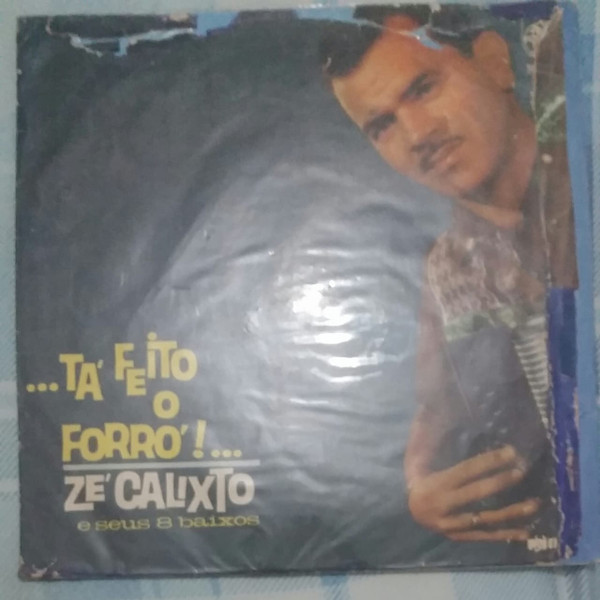 ...TA' FEITO
O
FORRO'!...
ZE' CALIXTO
e seus 8 baixos